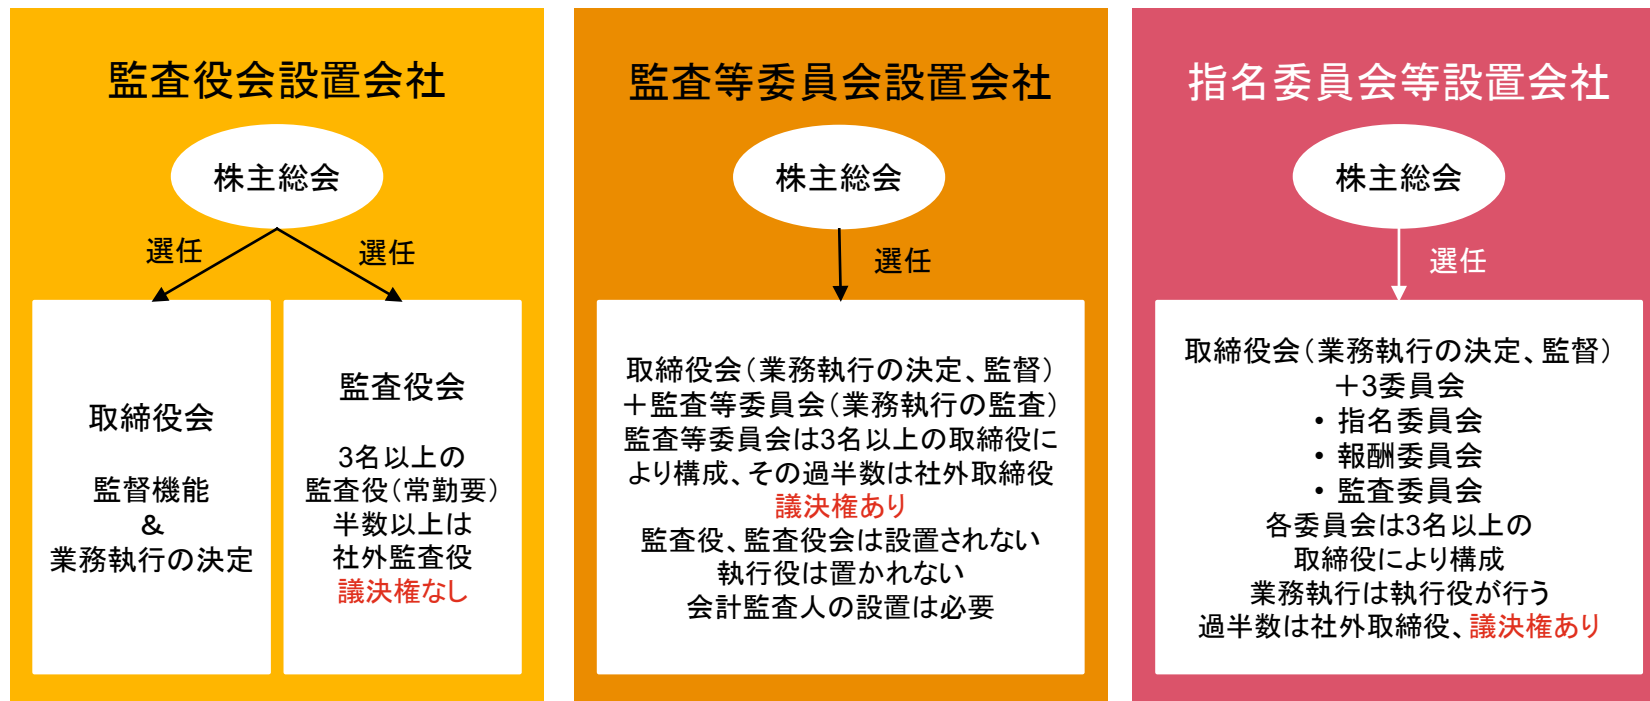 監査役会設置会社
株主総会
選任
選任
取締役会
監督機能
&
業務執行の決定
監査役会
3名以上の
監査役(常勤要)
半数以上は
社外監査役
議決権なし
監査等委員会設置会社
株主総会
選任
取締役会(業務執行の決定、監督)
+監査等委員会(業務執行の監査)
監査等委員会は3名以上の取締役に
より構成、その過半数は社外取締役
議決権あり
監査役、監査役会は設置されない
執行役は置かれない
会計監査人の設置は必要
指名委員会等設置会社
株主総会
選任
取締役会(業務執行の決定、監督)
+3委員会
• 指名委員会
• 報酬委員会
• 監査委員会
各委員会は3名以上の
取締役により構成
業務執行は執行役が行う
過半数は社外取締役、議決権あり